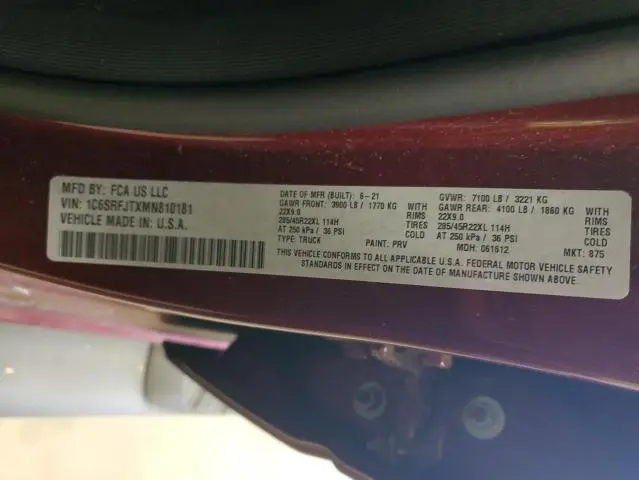 MFD BY: FCA US LLC
VIN: 1C6SRFJTXMN810181
VEHICLE MADE IN: U.S.A.
DATE OF MFR (BUILT): 6-21
GAWR FRONT: 3900 LB / 1770 KG WITH
22X9.0 RIMS
285/45R22XL 114H TIRES
AT 250 kPa / 36 PSI COLD
TYPE: TRUCK PAINT: PRV
GVWR: 7100 LB / 3221 KG
GAWR REAR: 4100 LB / 1860 KG WITH
22X9.0 RIMS
285/45R22XL 114H TIRES
AT 250 kPa / 36 PSI COLD
MDH: 061612 MKT: 875
THIS VEHICLE CONFORMS TO ALL APPLICABLE U.S.A. FEDERAL MOTOR VEHICLE SAFETY
STANDARDS IN EFFECT ON THE DATE OF MANUFACTURE SHOWN ABOVE.